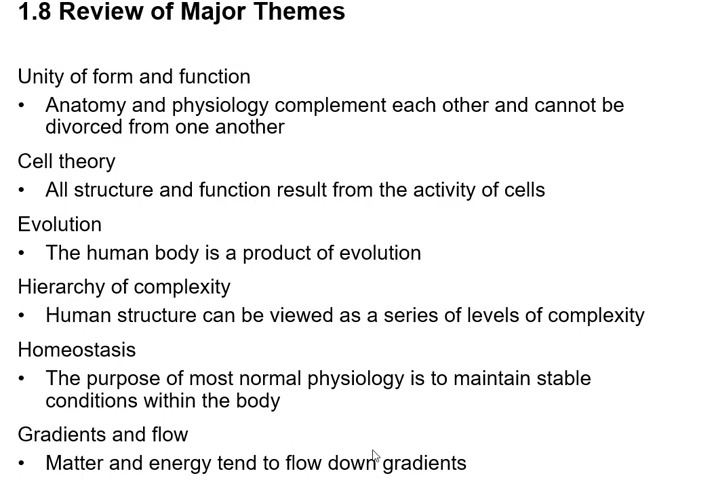 1.8 Review of Major Themes
Unity of form and function
• Anatomy and physiology complement each other and cannot be
divorced from one another
Cell theory
• All structure and function result from the activity of cells
Evolution
• The human body is a product of evolution
Hierarchy of complexity
• Human structure can be viewed as a series of levels of complexity
Homeostasis
• The purpose of most normal physiology is to maintain stable
conditions within the body
Gradients and flow
• Matter and energy tend to flow down gradients